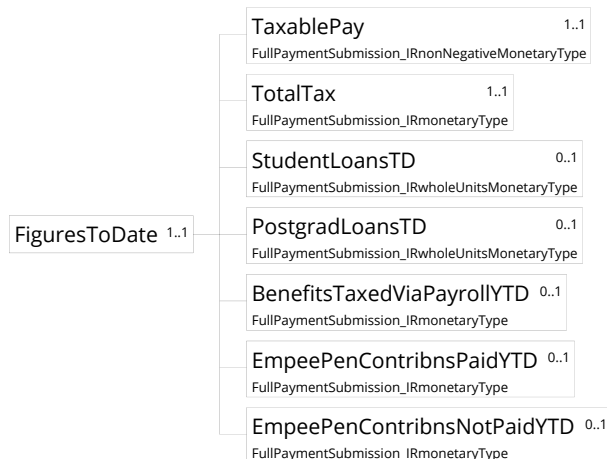 TaxablePay 1..1
FullPaymentSubmission_IRnonNegativeMonetaryType
TotalTax 1..1
FullPaymentSubmission_IRmonetaryType
StudentLoansTD 0..1
FullPaymentSubmission_IRwholeUnitsMonetaryType
FiguresToDate 1..1
PostgradLoansTD 0..1
FullPaymentSubmission_IRwholeUnitsMonetaryType
BenefitsTaxedViaPayrollYTD 0..1
FullPaymentSubmission_IRmonetaryType
EmpeePenContribnsPaidYTD 0..1
FullPaymentSubmission_IRmonetaryType
EmpeePenContribnsNotPaidYTD 0..1
FullPaymentSubmission_IRmonetaryType